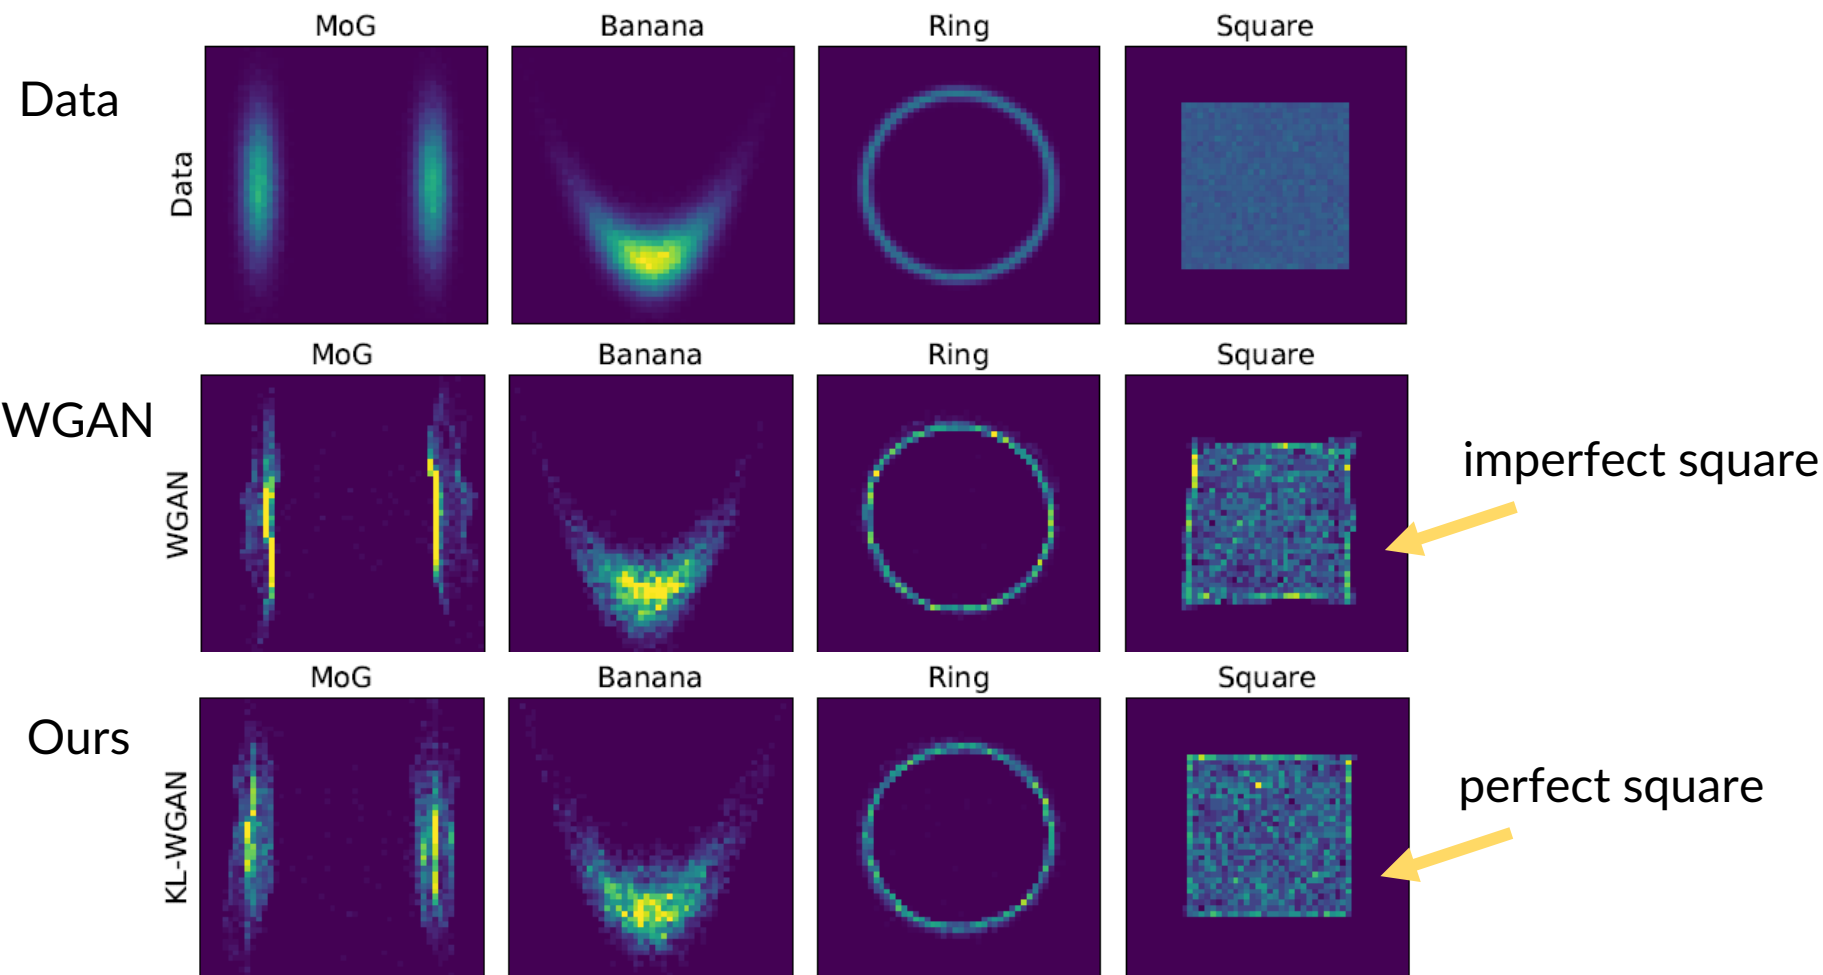 MoG Banana Ring Square
Data
Data
MoG Banana Ring Square
WGAN
WGAN
imperfect square
MoG Banana Ring Square
Ours
KL-WGAN
perfect square